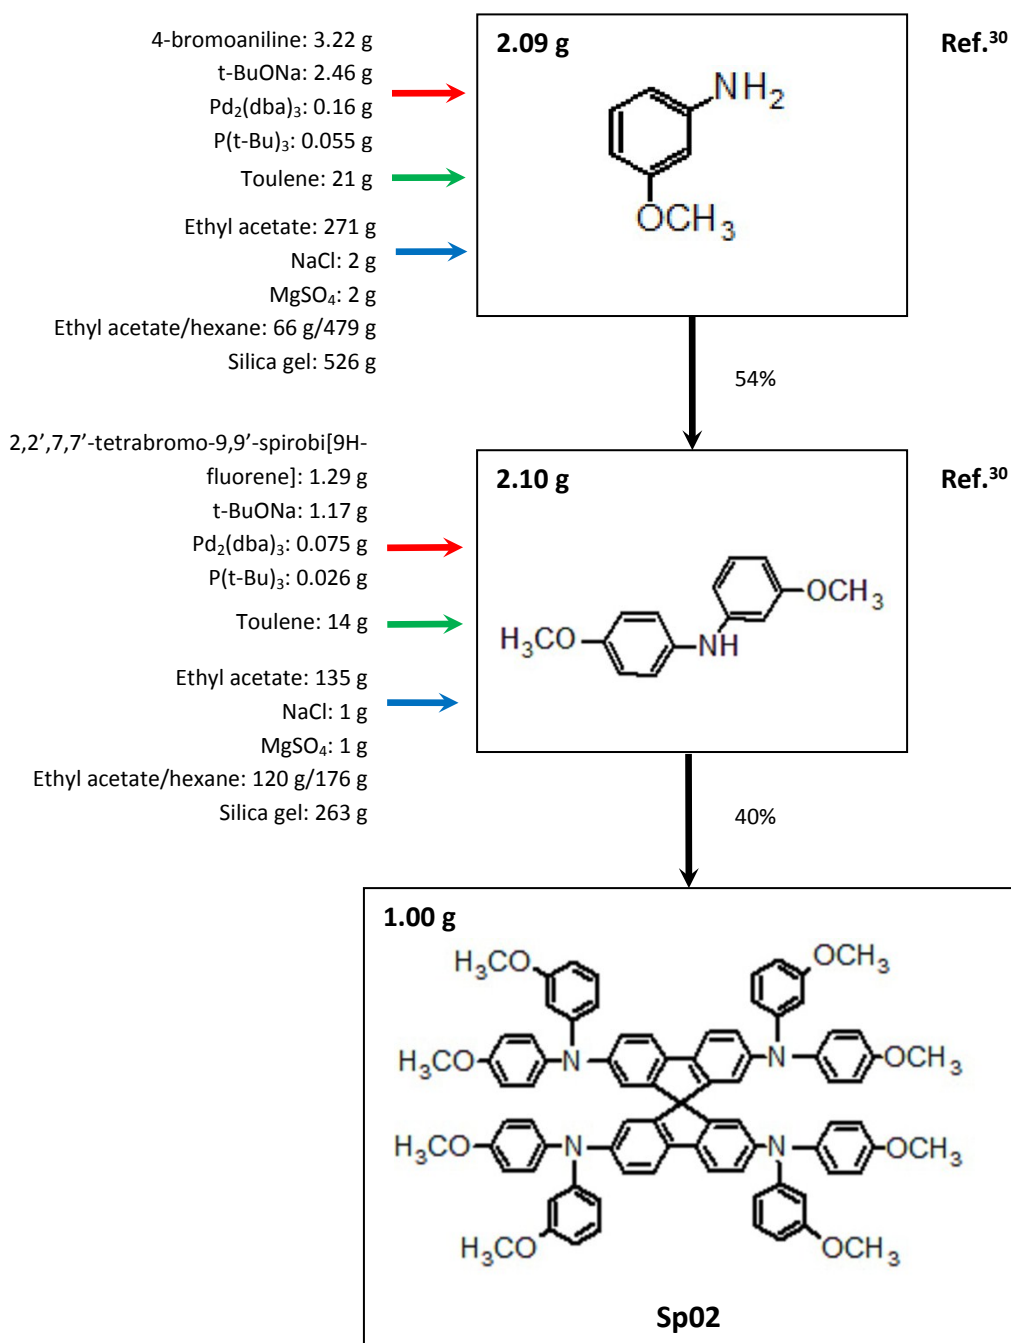 4-bromoaniline: 3.22 g
t-BuONa: 2.46 g
Pd₂(dba)₃: 0.16 g
P(t-Bu)₃: 0.055 g
Toulene: 21 g
Ethyl acetate: 271 g
NaCl: 2 g
MgSO₄: 2 g
Ethyl acetate/hexane: 66 g/479 g
Silica gel: 526 g
2.09 g
Ref.³⁰
NH₂
OCH₃
54%
2,2’,7,7’-tetrabromo-9,9’-spirobi[9H-
fluorene]: 1.29 g
t-BuONa: 1.17 g
Pd₂(dba)₃: 0.075 g
P(t-Bu)₃: 0.026 g
Toulene: 14 g
Ethyl acetate: 135 g
NaCl: 1 g
MgSO₄: 1 g
Ethyl acetate/hexane: 120 g/176 g
Silica gel: 263 g
2.10 g
Ref.³⁰
OCH₃
H₃CO NH
40%
1.00 g
H₃CO OCH₃
H₃CO N N OCH₃
H₃CO N N OCH₃
H₃CO OCH₃
Sp02